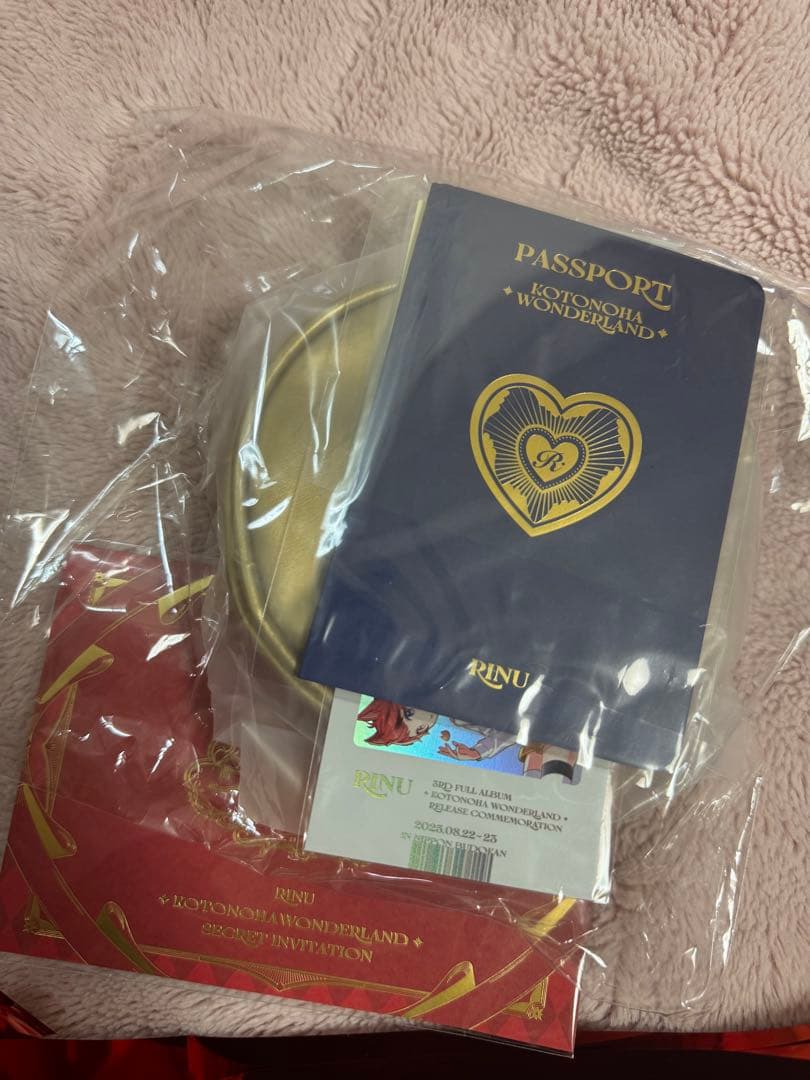 PASSPORT
KOTONOHA
WONDERLAND
R
RINU
RINU
3RD FULL ALBUM
KOTONOHA WONDERLAND
RELEASE COMMEMORATION
2025.08.22-23
IN NIPPON BUDOKAN
RINU
KOTONOHA WONDERLAND
SECRET INVITATION